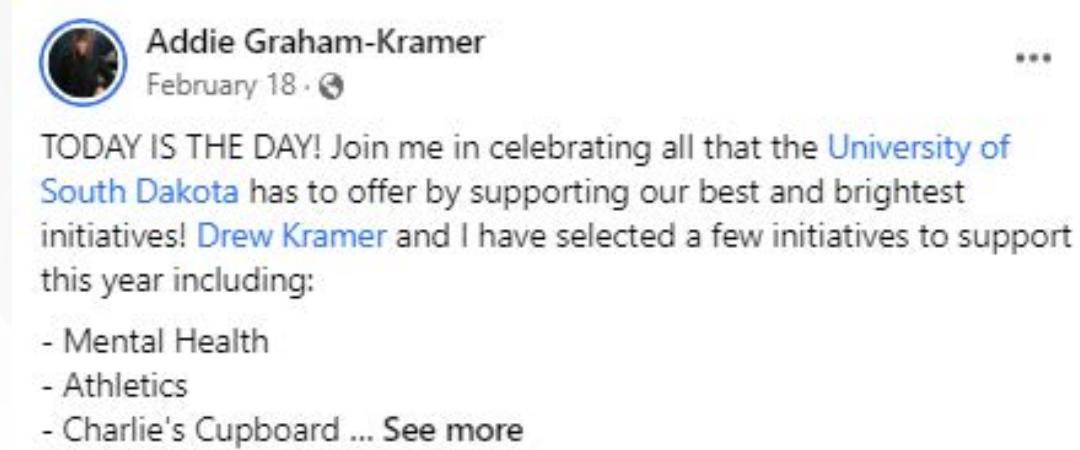 Addie Graham-Kramer
February 18 ·
TODAY IS THE DAY! Join me in celebrating all that the University of
South Dakota has to offer by supporting our best and brightest
initiatives! Drew Kramer and I have selected a few initiatives to support
this year including:
- Mental Health
- Athletics
- Charlie's Cupboard ... See more